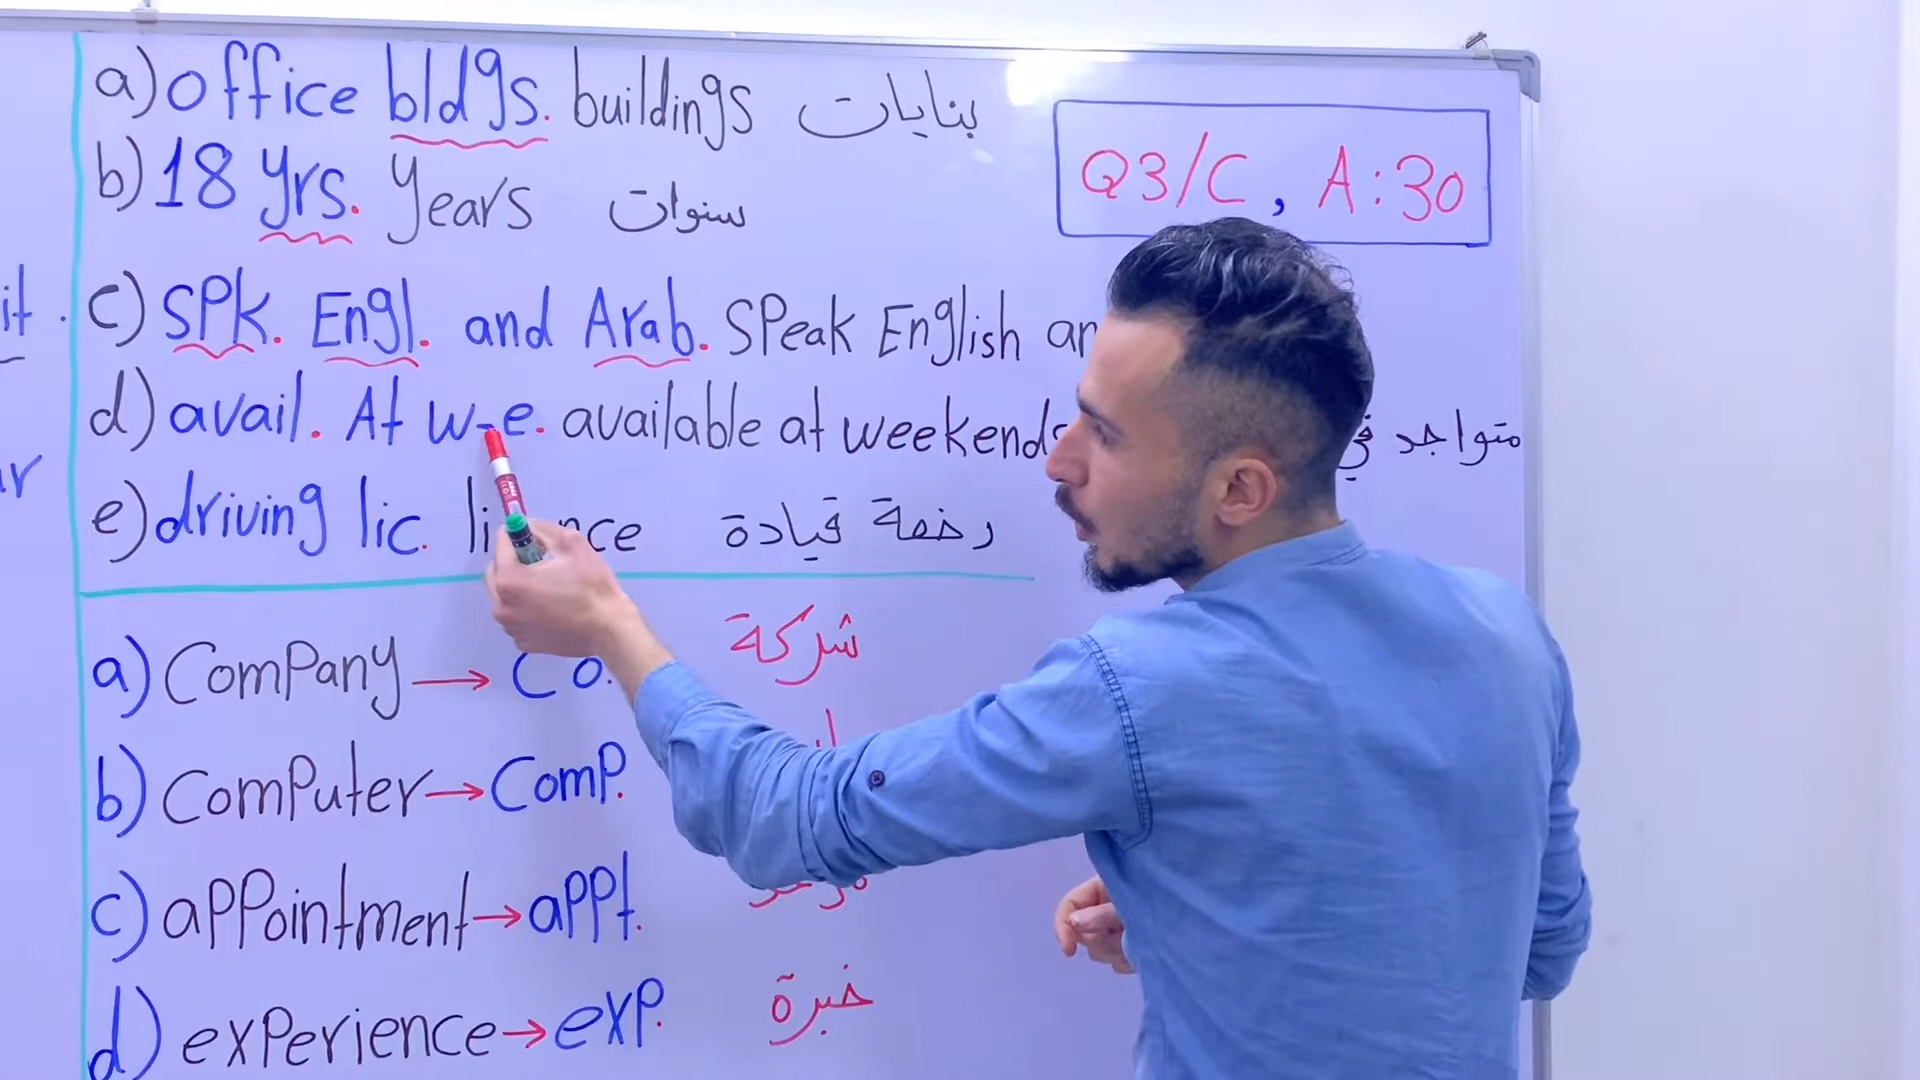 a) office bldgs. buildings بنايات
Q3/C, A:30
b) 18 yrs. years سنوات
it.
c) SPK. Engl. and Arab. SPeak English an
d) avail. At w-e. available at weekends متواجد في
e) driving lic. رخصة قيادة
a) ComPany → Co. شركة
b) ComPuter → ComP.
c) aPPointment → aPPt.
d) exPerience → exP. خبرة